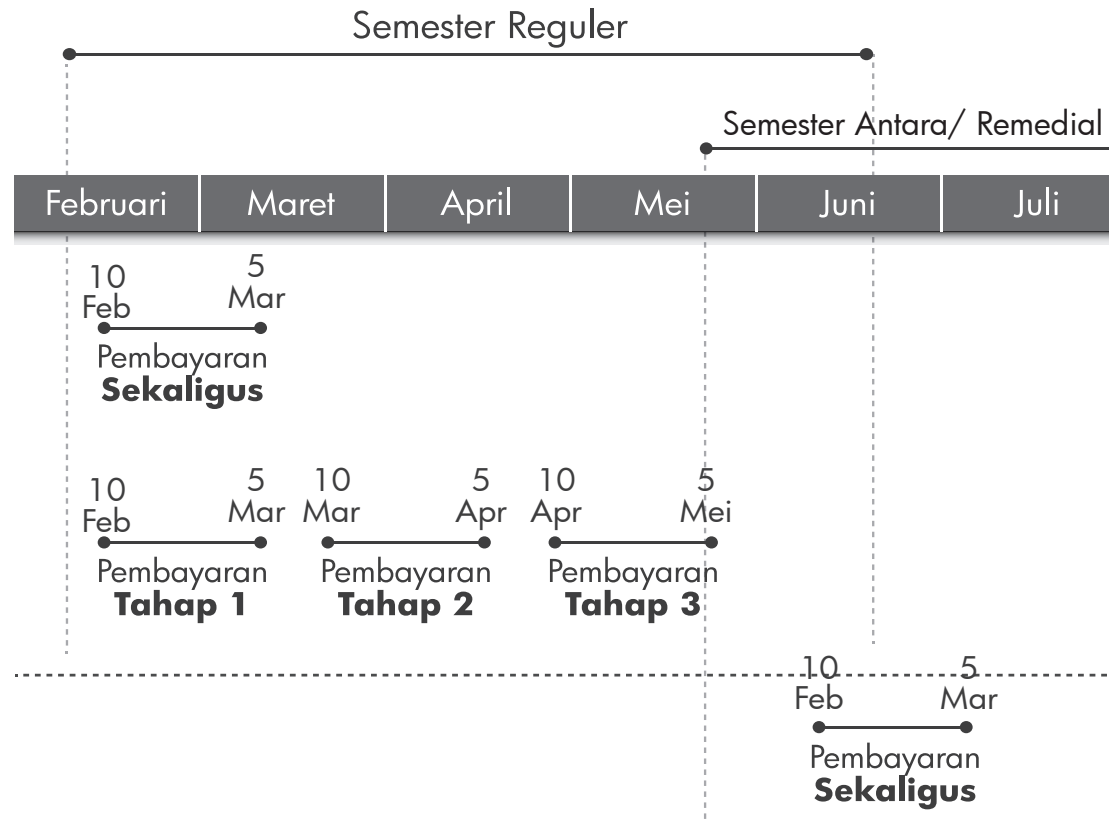 Semester Reguler
Semester Antara/ Remedial
Februari Maret April Mei Juni Juli
10 5
Feb Mar
Pembayaran
Sekaligus
10 5 10 5 10 5
Feb Mar Mar Apr Apr Mei
Pembayaran Pembayaran Pembayaran
Tahap 1 Tahap 2 Tahap 3
10 5
Feb Mar
Pembayaran
Sekaligus